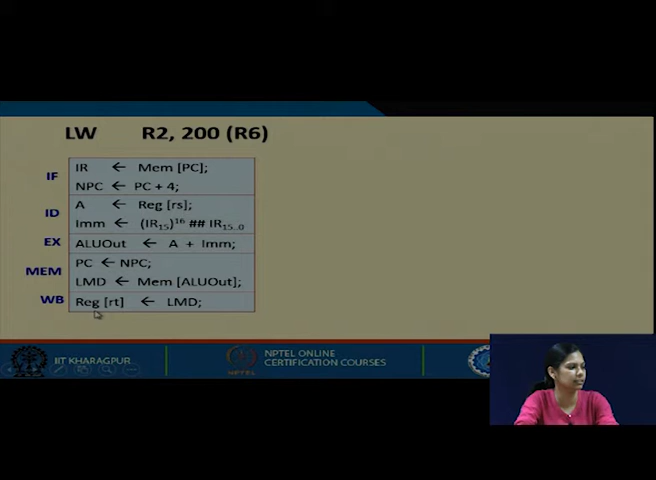 LW R2, 200 (R6)
IF IR ← Mem [PC];
NPC ← PC + 4;
ID A ← Reg [rs];
Imm ← (IR₁₅)¹⁶ ## IR₁₅..₀
EX ALUOut ← A + Imm;
MEM PC ← NPC;
LMD ← Mem [ALUOut];
WB Reg [rt] ← LMD;
IIT KHARAGPUR
NPTEL
NPTEL ONLINE
CERTIFICATION COURSES